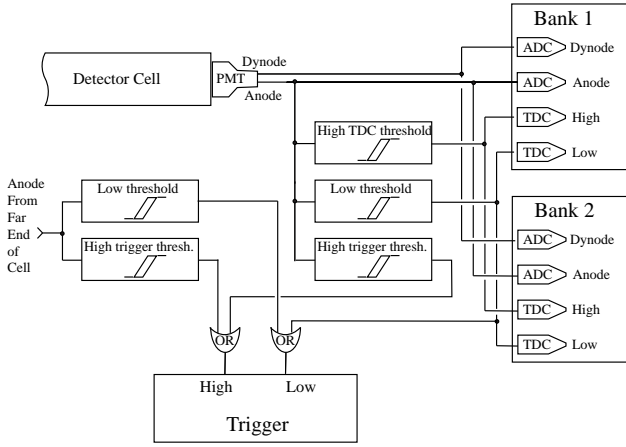 Bank 1
Dynode
ADC Dynode
Detector Cell
PMT
Anode
ADC Anode
TDC High
High TDC threshold
TDC Low
Anode
From
Far
End
of
Cell
Low threshold
Low threshold
Bank 2
High trigger thresh.
High trigger thresh.
ADC Dynode
ADC Anode
TDC High
OR
OR
TDC Low
High
Low
Trigger